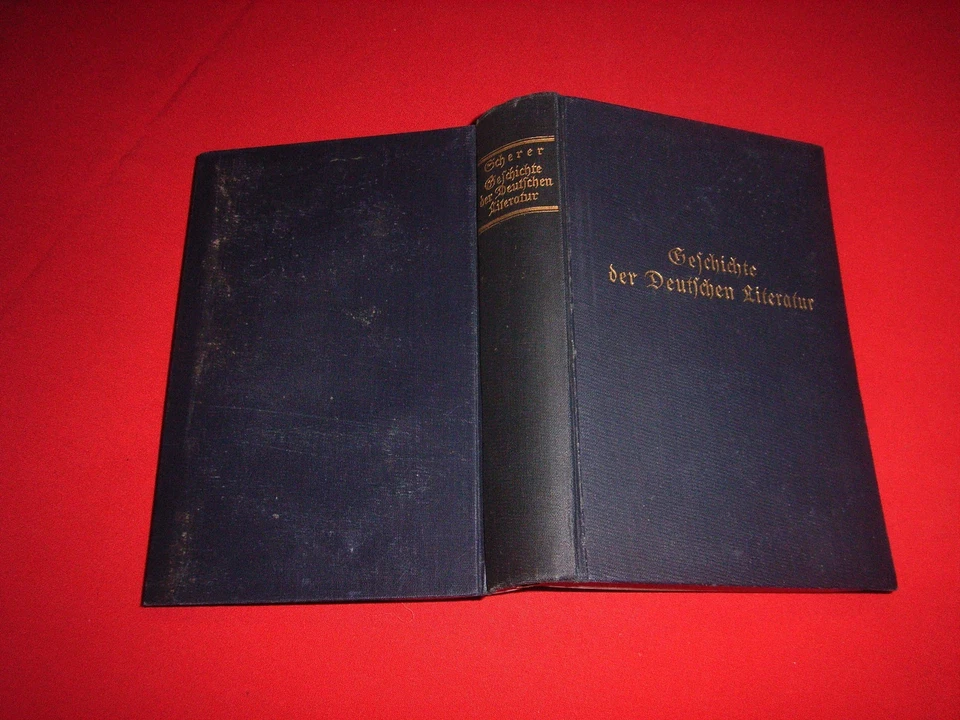 Scherer
Geschichte
der Deutschen
Literatur
Geschichte
der Deutschen Literatur